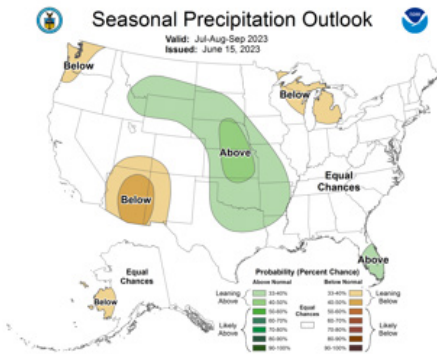 Seasonal Precipitation Outlook
Valid: Jul-Aug-Sep 2023
Issued: June 15, 2023
Below
Below
Above
Equal
Chances
Below
Above
Equal
Chances
Below
Probability (Percent Chance)
Above Normal
Below Normal
Leaning
Above
33-40%
40-50%
50-60%
Likely
Above
60-70%
70-80%
80-90%
90-100%
Equal
Chances
33-40%
40-50%
50-60%
Leaning
Below
60-70%
70-80%
80-90%
90-100%
Likely
Below